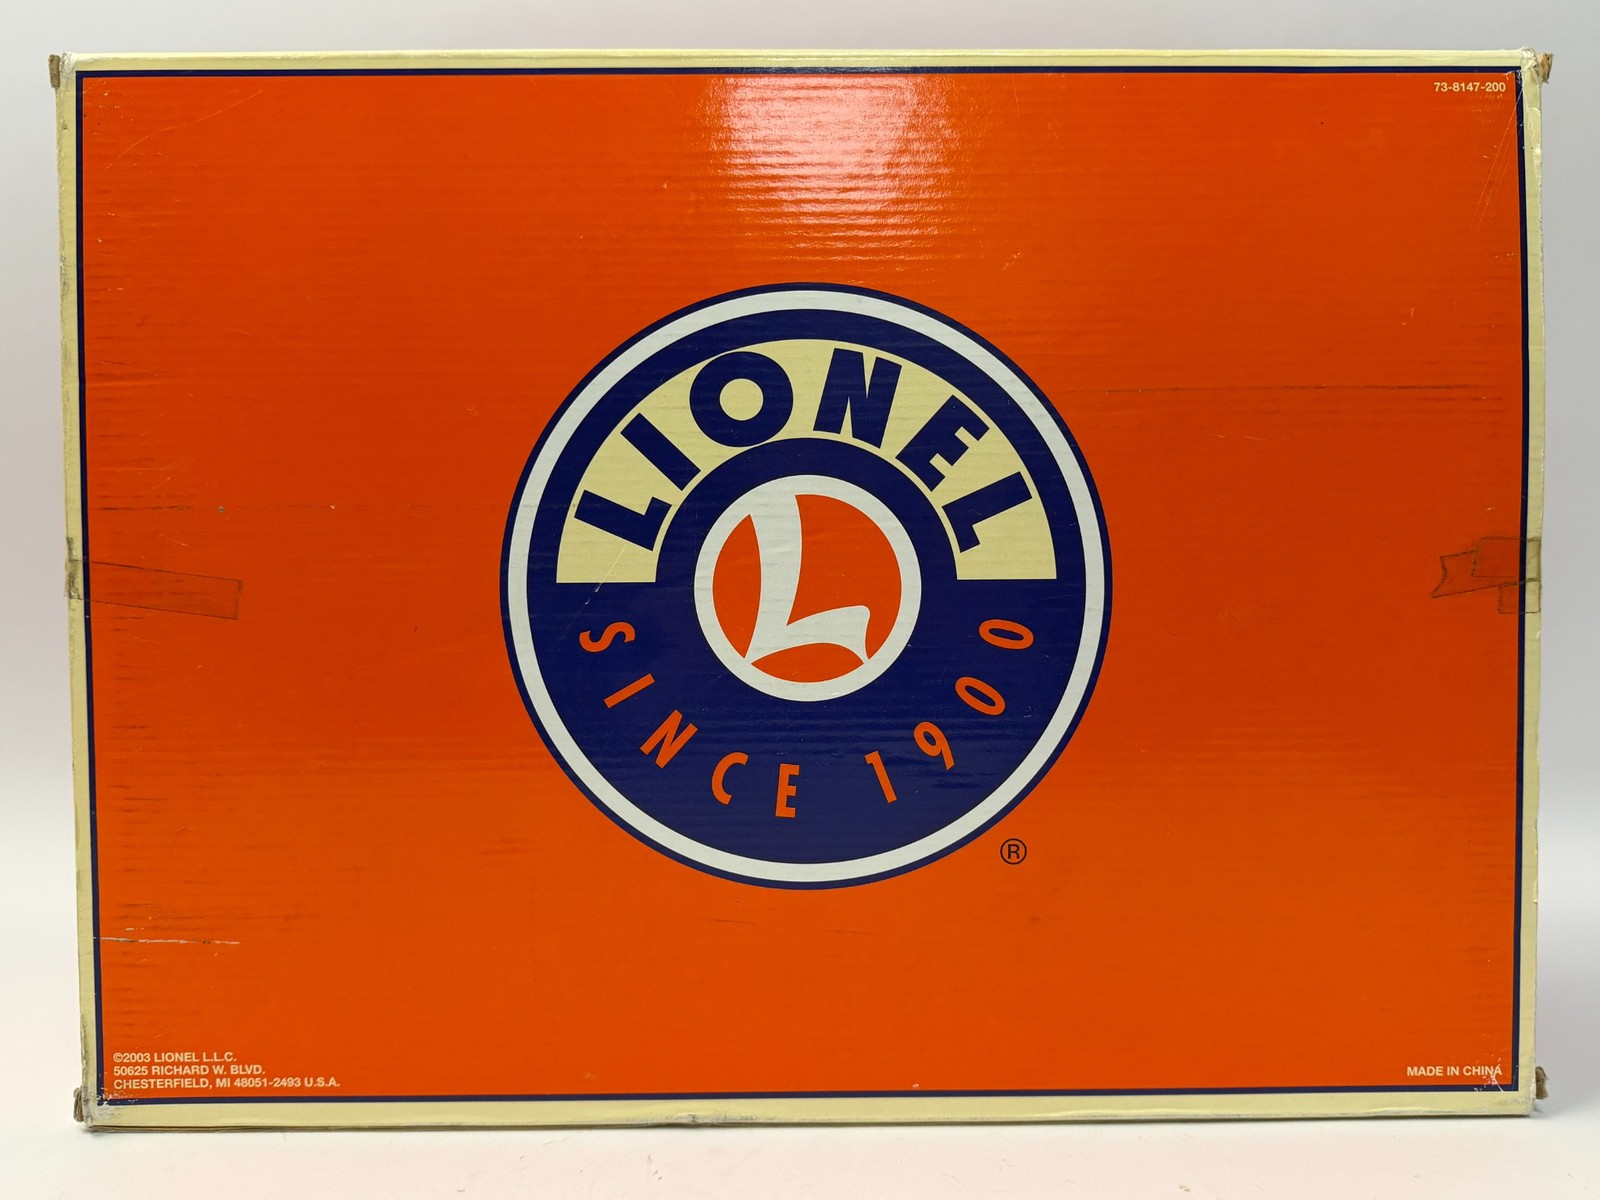 73-8147-200
LIONEL
L
SINCE 1900
®
©2003 LIONEL L.L.C.
50625 RICHARD W. BLVD.
CHESTERFIELD, MI 48051-2493 U.S.A.
MADE IN CHINA